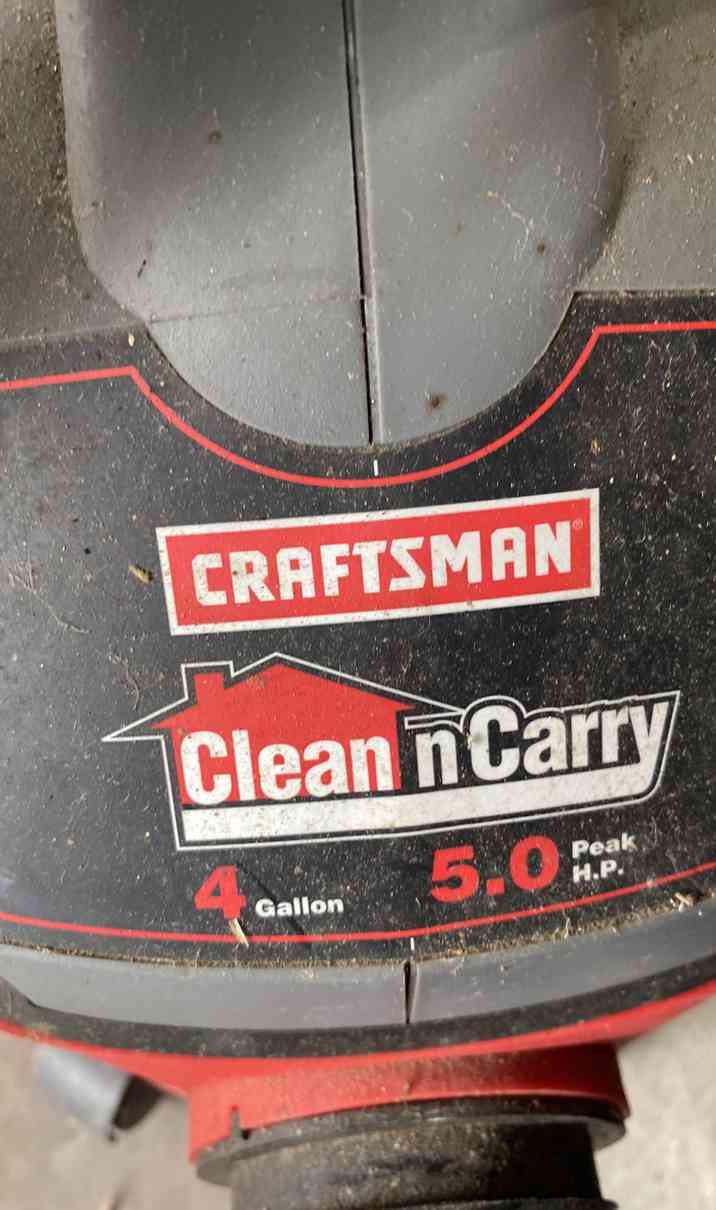 CRAFTSMAN®
Clean n Carry
4 Gallon 5.0 Peak H.P.